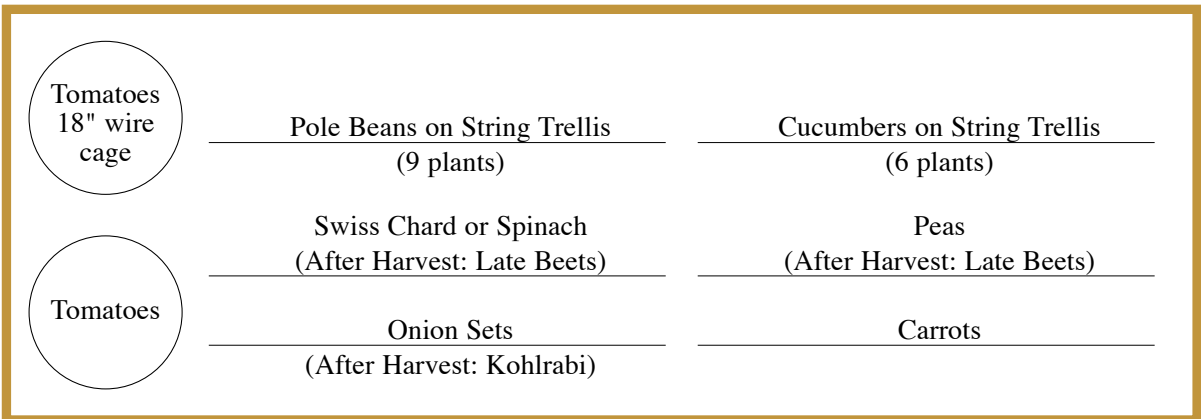 Tomatoes
18" wire
cage
Pole Beans on String Trellis
(9 plants)
Cucumbers on String Trellis
(6 plants)
Tomatoes
Swiss Chard or Spinach
(After Harvest: Late Beets)
Peas
(After Harvest: Late Beets)
Onion Sets
(After Harvest: Kohlrabi)
Carrots